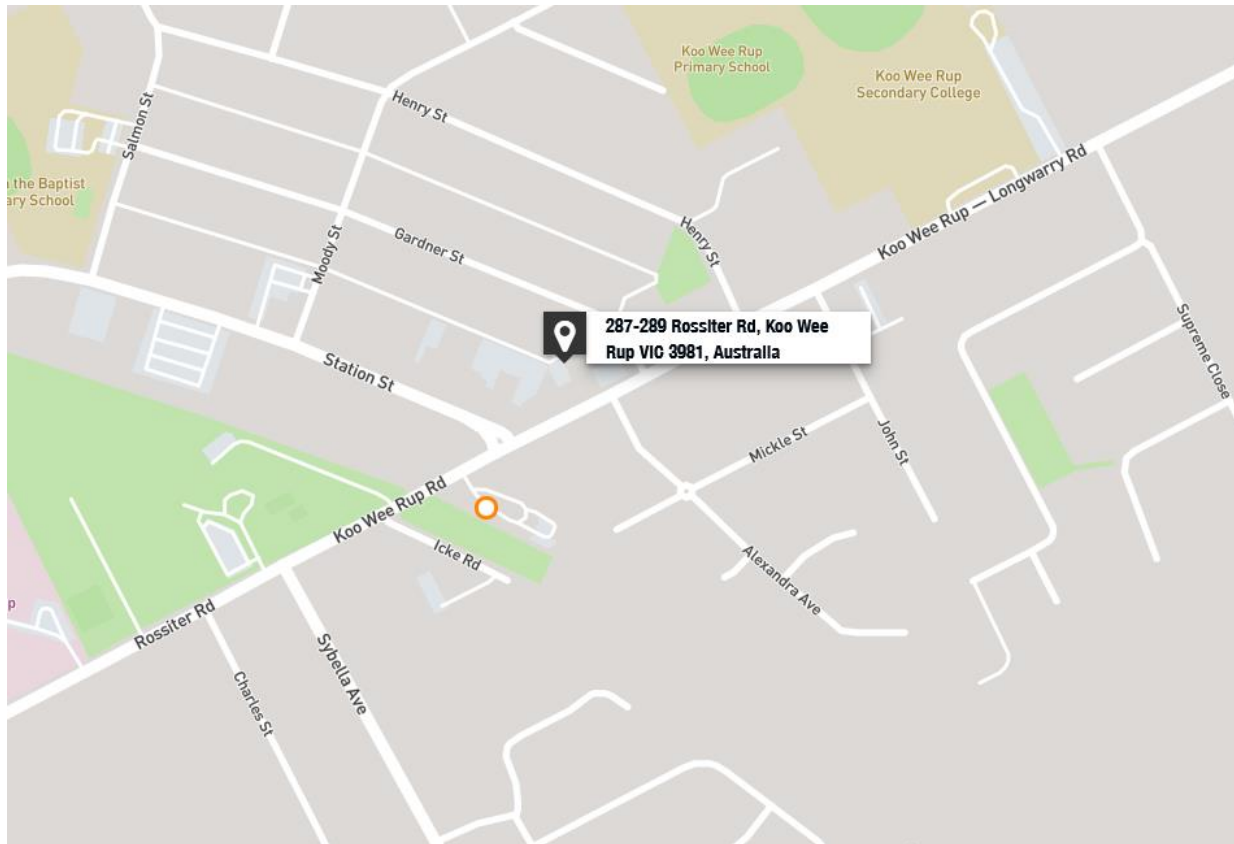 Koo Wee Rup
Primary School
Koo Wee Rup
Secondary College
Henry St
Salmon St
Koo Wee Rup — Longwarry Rd
the Baptist
School
Henry St
Moody St
Gardner St
287-289 Rossiter Rd, Koo Wee
Rup VIC 3981, Australia
Supreme Close
Station St
Mickle St
John St
Koo Wee Rup Rd
Icke Rd
Alexandra Ave
Rossiter Rd
Sybella Ave
Charles St